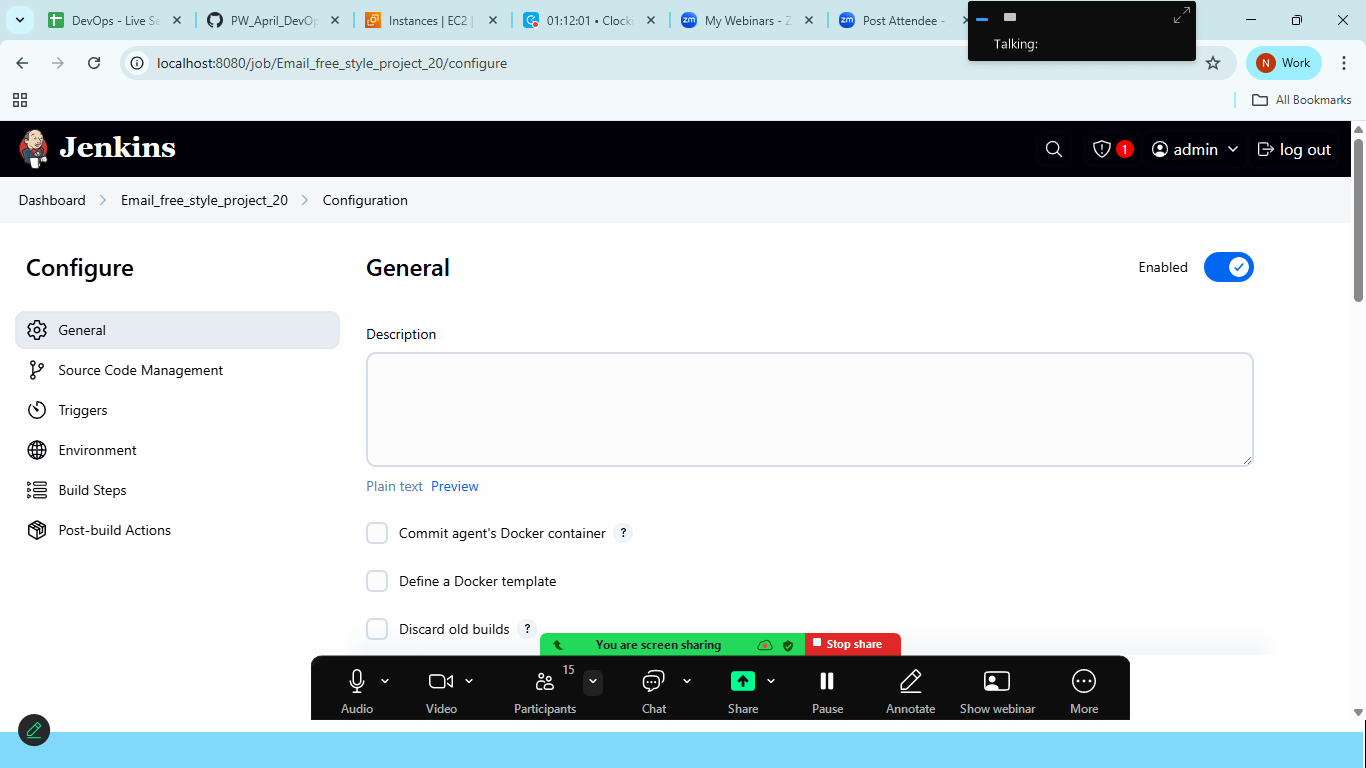 DevOps - Live Se
PW_April_DevOp
Instances | EC2 |
01:12:01 • Clocki
My Webinars - Z
Post Attendee -
Talking:
localhost:8080/job/Email_free_style_project_20/configure
N
Work
All Bookmarks
Jenkins
1
admin
log out
Dashboard
Email_free_style_project_20
Configuration
Configure
General
Enabled
General
Source Code Management
Triggers
Environment
Build Steps
Post-build Actions
Description
Plain text Preview
Commit agent's Docker container ?
Define a Docker template
Discard old builds ?
You are screen sharing
Stop share
15
Audio
Video
Participants
Chat
Share
Pause
Annotate
Show webinar
More